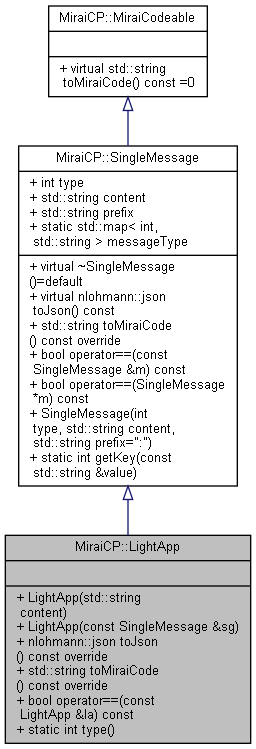 MiraiCP::MiraiCodeable
+ virtual std::string
toMiraiCode() const =0
MiraiCP::SingleMessage
+ int type
+ std::string content
+ std::string prefix
+ static std::map< int,
std::string > messageType
+ virtual ~SingleMessage
()=default
+ virtual nlohmann::json
toJson() const
+ std::string toMiraiCode
() const override
+ bool operator==(const
SingleMessage &m) const
+ bool operator==(SingleMessage
*m) const
+ SingleMessage(int
type, std::string content,
std::string prefix=":")
+ static int getKey(const
std::string &value)
MiraiCP::LightApp
+ LightApp(std::string
content)
+ LightApp(const SingleMessage &sg)
+ nlohmann::json toJson
() const override
+ std::string toMiraiCode
() const override
+ bool operator==(const
LightApp &la) const
+ static int type()